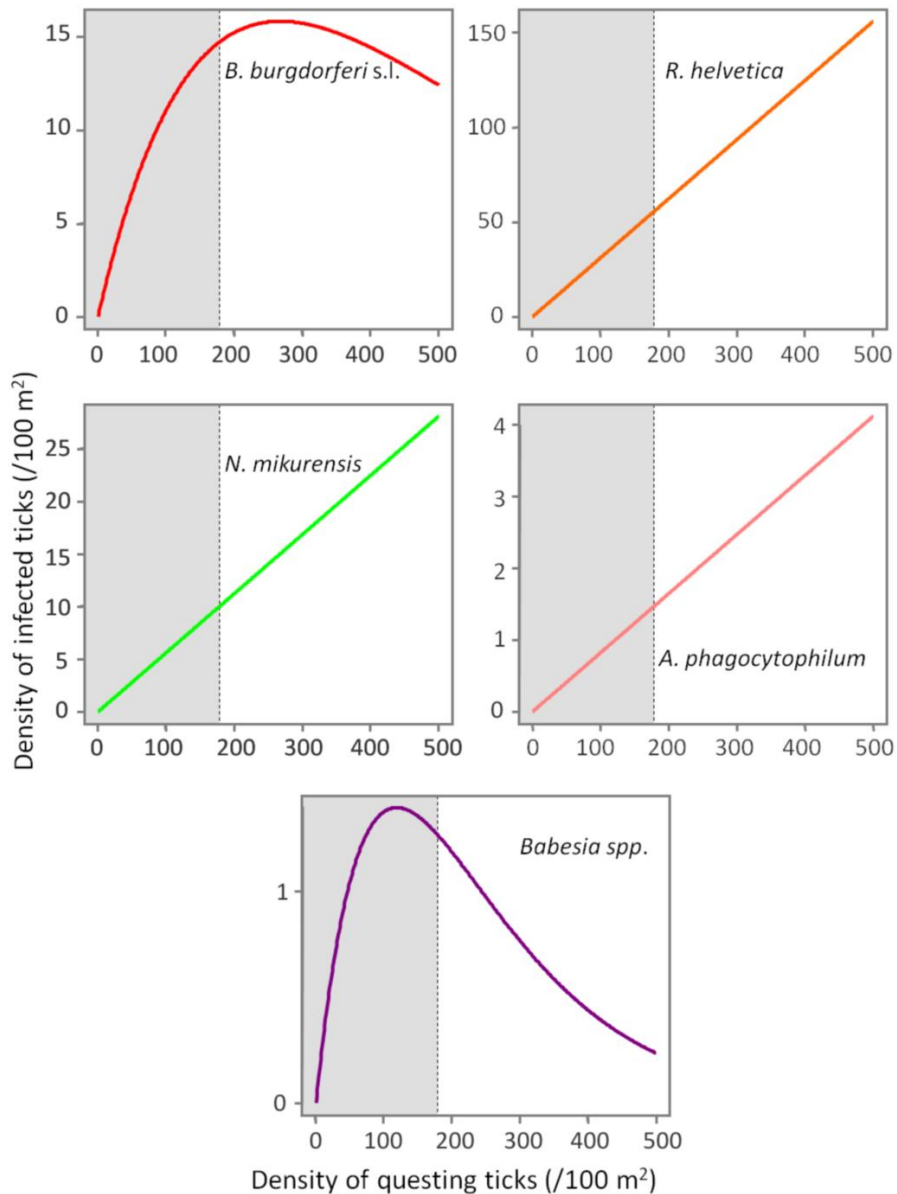 15
10
5
0
B. burgdorferi s.l.
0 100 200 300 400 500
150
100
50
0
R. helvetica
0 100 200 300 400 500
25
20
15
10
5
0
N. mikurensis
0 100 200 300 400 500
4
3
2
1
0
A. phagocytophilum
0 100 200 300 400 500
Density of infected ticks (/100 m²)
1
0
Babesia spp.
0 100 200 300 400 500
Density of questing ticks (/100 m²)